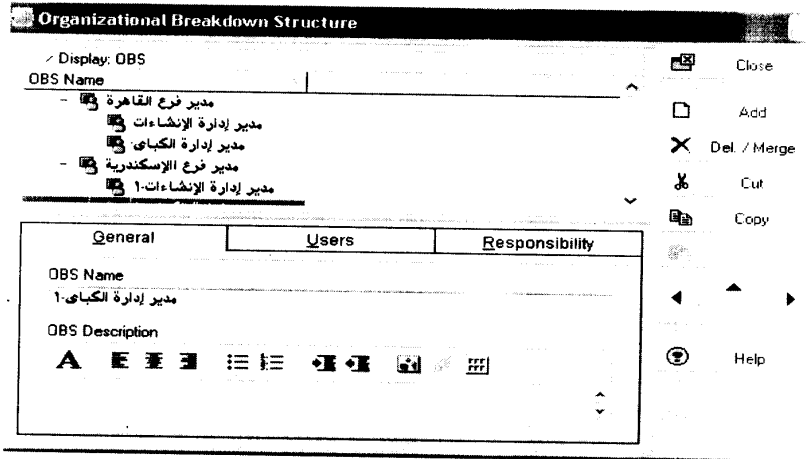 Organizational Breakdown Structure
Display: OBS
OBS Name
مدير فرع القاهرة
مدير إدارة الإنشاءات
مدير إدارة الكبارى
مدير فرع الإسكندرية
مدير إدارة الإنشاءات-1
General
Users
Responsibility
OBS Name
مدير إدارة الكبارى-1
OBS Description
Close
Add
Del. / Merge
Cut
Copy
Help